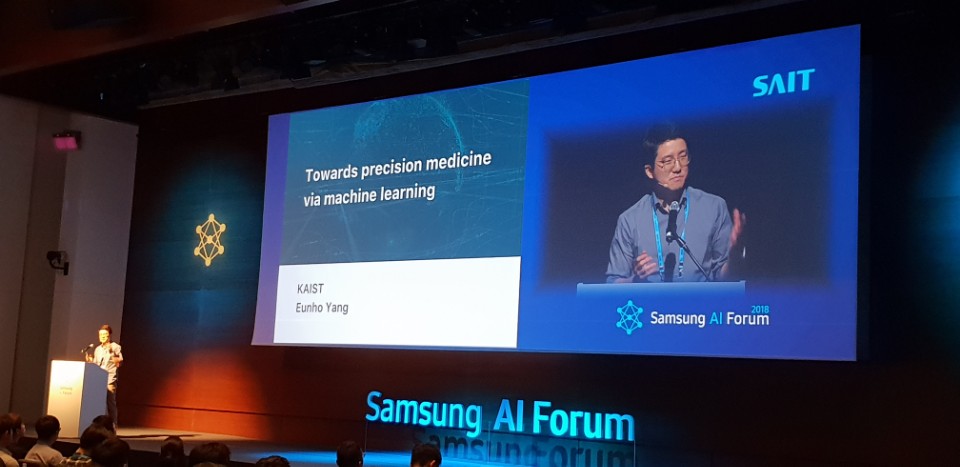 SAIT
Towards precision medicine
via machine learning
KAIST
Eunho Yang
2018
Samsung AI Forum
Samsung AI Forum